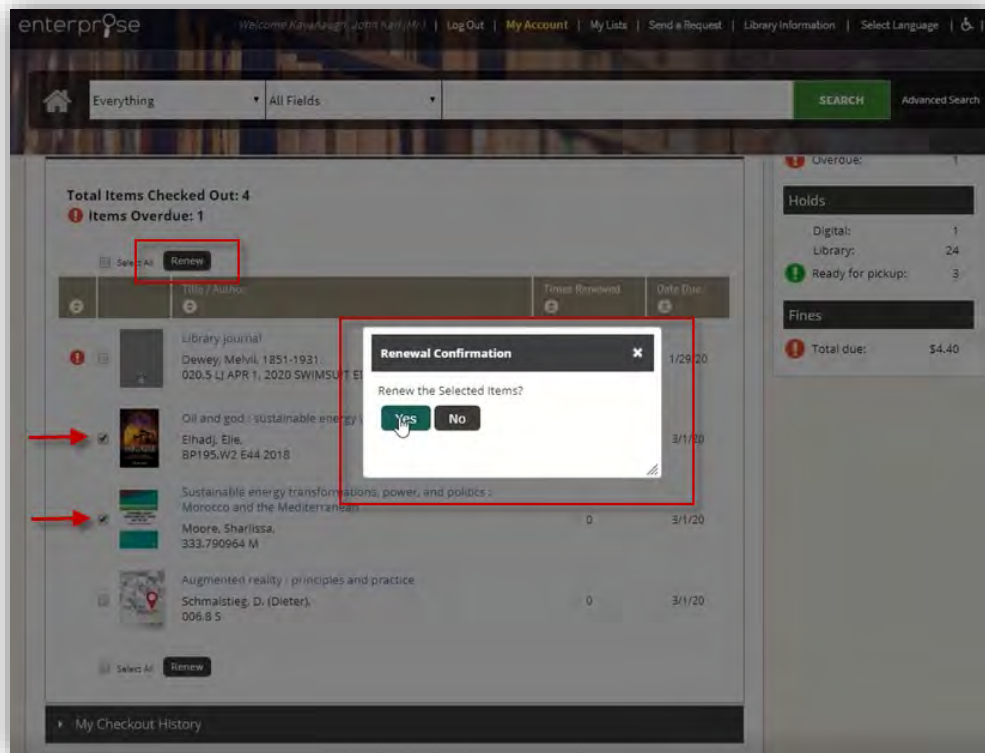 enterprise
Welcome Kavanaugh, John Karl (Mr.) | Log Out | My Account | My Lists | Send a Request | Library Information | Select Language
Everything All Fields SEARCH Advanced Search
Overdue: 1
Total Items Checked Out: 4
Items Overdue: 1
Select All Renew
Title / Author Times Renewed Date Due
Library journal
Dewey, Melvil, 1851-1931. 1/29/20
020.5 LJ APR 1, 2020 SWIMSUIT
Oil and god : sustainable energy
Elhadj, Elie. 3/1/20
BP195.W2 E44 2018
Sustainable energy transformations, power, and politics :
Morocco and the Mediterranean
Moore, Sharlissa. 0 3/1/20
333.790964 M
Augmented reality : principles and practice
Schmalstieg, D. (Dieter). 0 3/1/20
006.8 S
Select All Renew
My Checkout History
Renewal Confirmation
Renew the Selected Items?
Yes No
Holds
Digital: 1
Library: 24
Ready for pickup: 3
Fines
Total due: $4.40